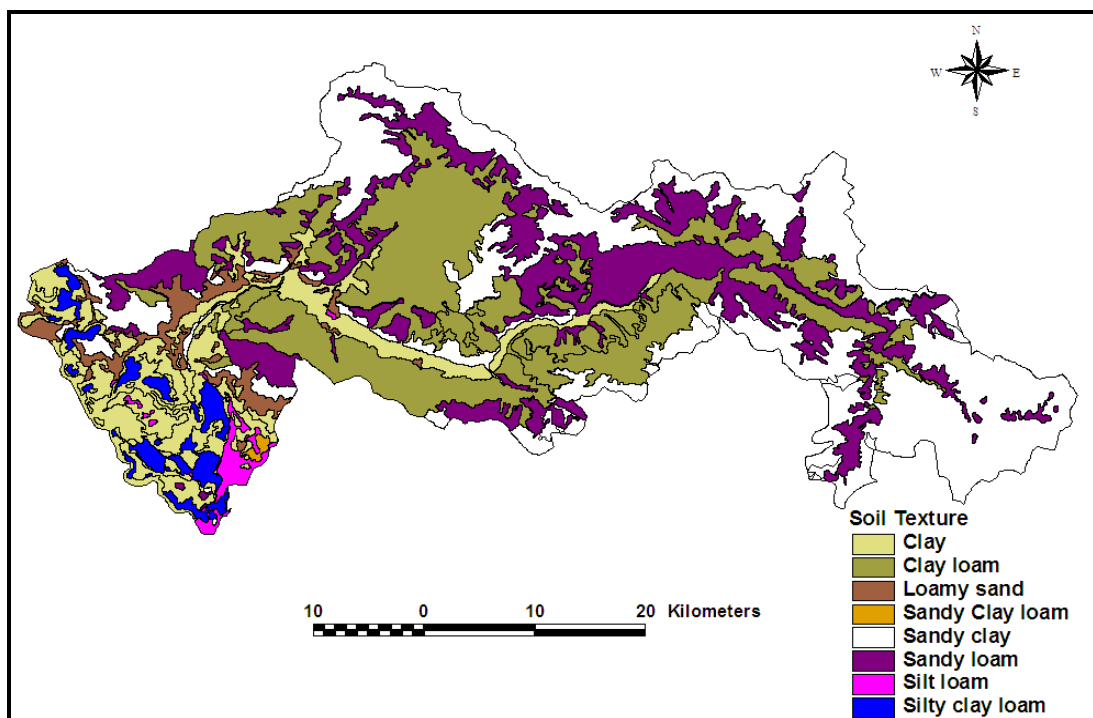 N
W E
S
Soil Texture
Clay
Clay loam
Loamy sand
Sandy Clay loam
Sandy clay
Sandy loam
Silt loam
Silty clay loam
10 0 10 20 Kilometers